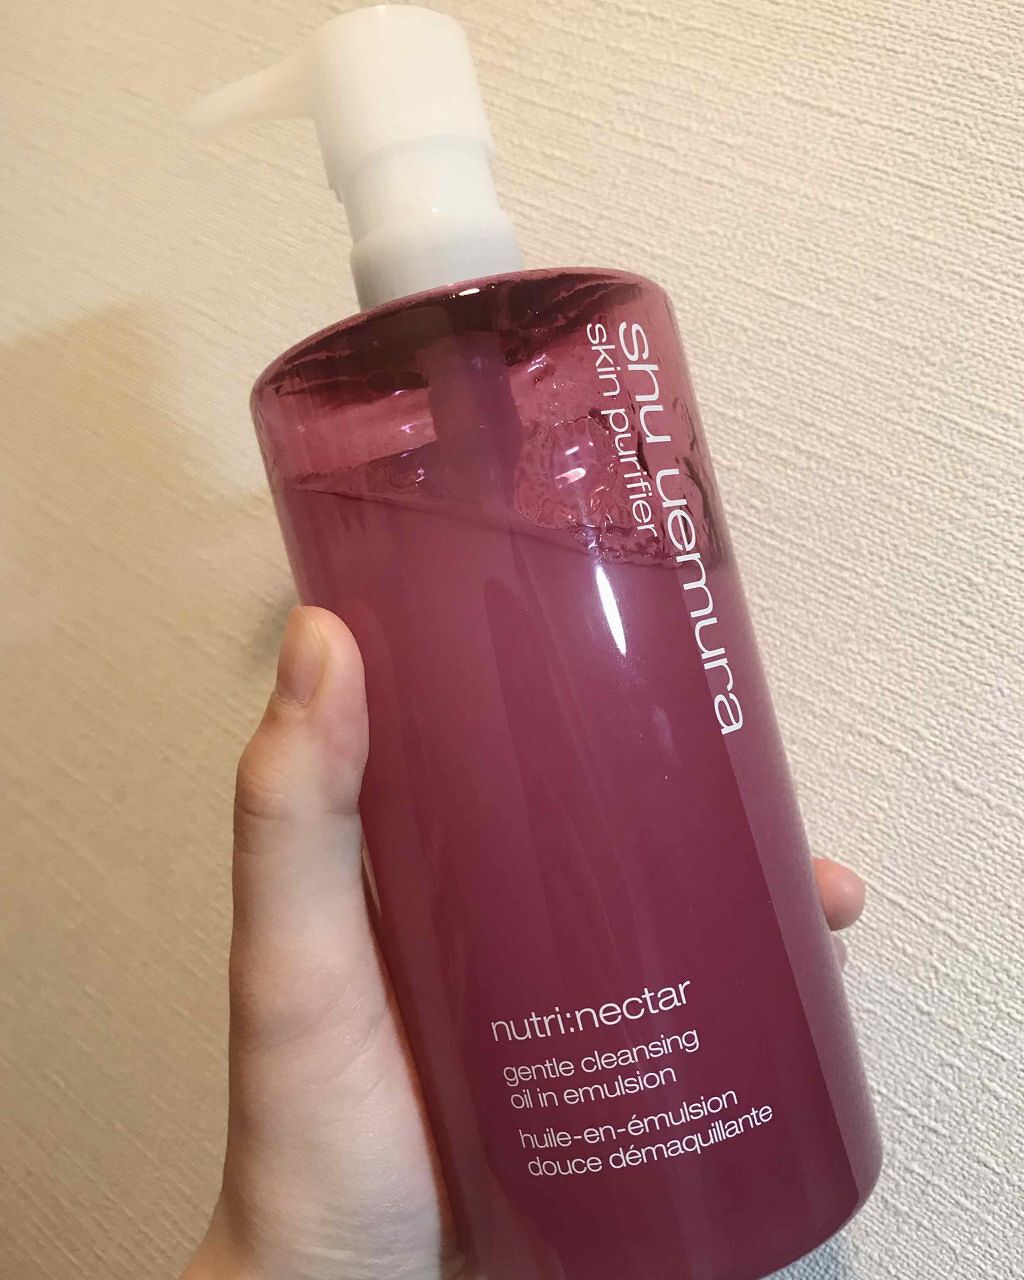 shu uemura
skin purifier
nutri:nectar
gentle cleansing
oil in emulsion
huile-en-émulsion
douce démaquillante